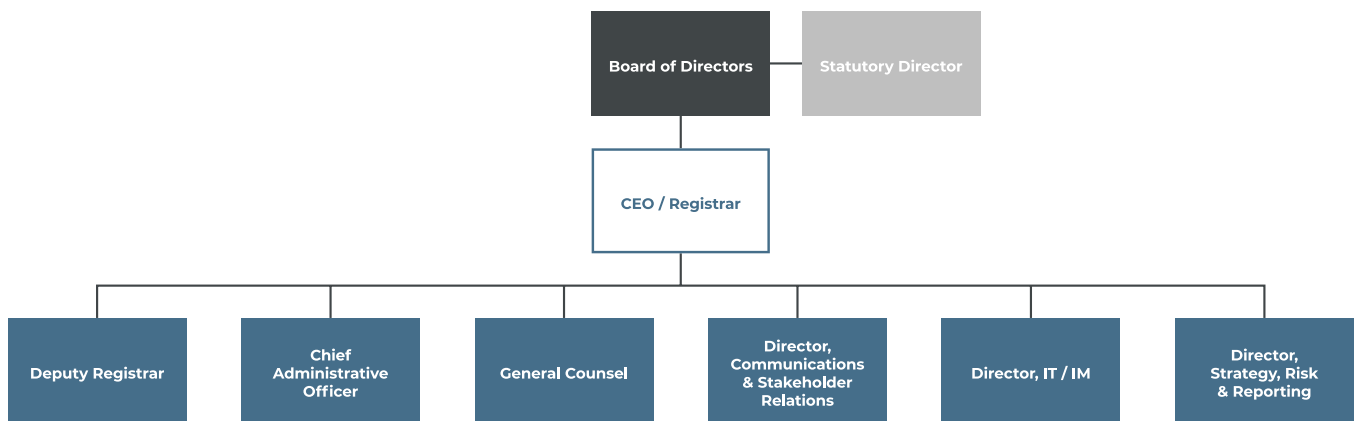 Board of Directors
Statutory Director
CEO / Registrar
Deputy Registrar
Chief
Administrative
Officer
General Counsel
Director,
Communications
& Stakeholder
Relations
Director, IT / IM
Director,
Strategy, Risk
& Reporting